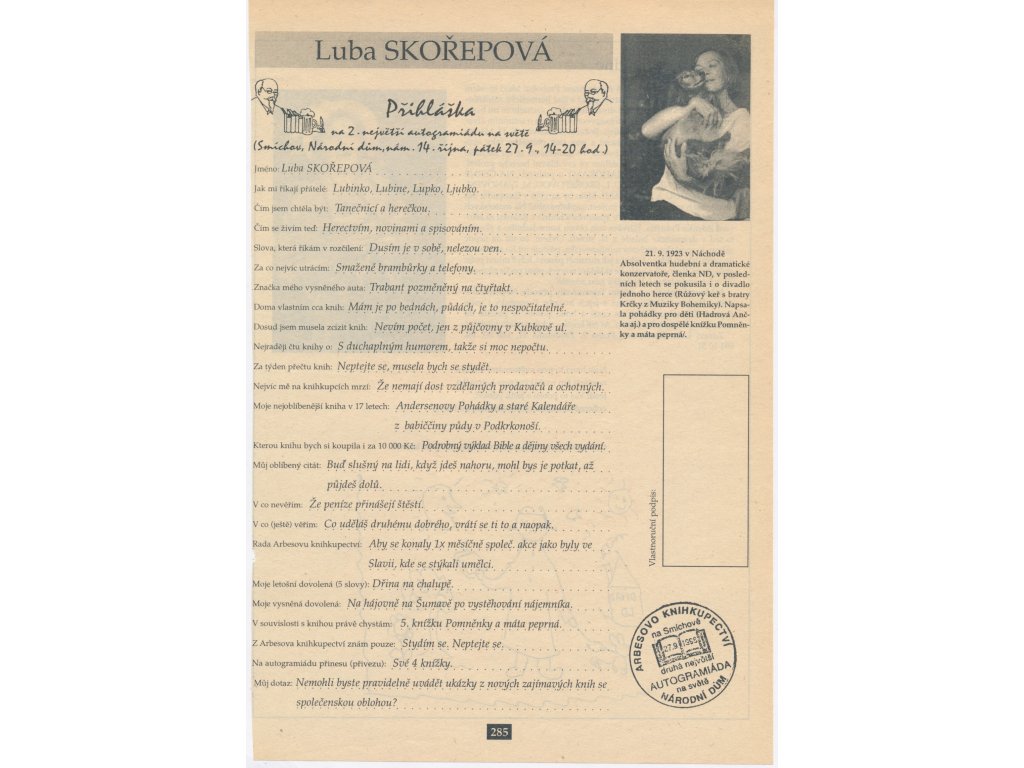 Luba SKOŘEPOVÁ
Přihláška
na 2. největší autogramiádu na světě
(Smíchov, Národní dům, nám. 14. října, pátek 27.9., 14-20 hod.)
Jméno: Luba SKOŘEPOVÁ
Jak mi říkají přátelé: Lubinko, Lubine, Lupko, Ljubko.
Čím jsem chtěla být: Tanečnicí a herečkou.
Čím se živím teď: Herectvím, novinami a spisováním.
Slova, která říkám v rozčílení: Dusím je v sobě, nelezou ven.
Za co nejvíc utrácím: Smažené brambůrky a telefony.
Značka mého vysněného auta: Trabant pozměněný na čtyřtakt.
Doma vlastním cca knih: Mám je po bednách, půdách, je to nespočitatelné.
Dosud jsem musela zcizit knih: Nevím počet, jen z půjčovny v Kubkově ul.
Nejraději čtu knihy o: S duchaplným humorem, takže si moc nepočtu.
Za týden přečtu knih: Neptejte se, musela bych se stydět.
Nejvíc mě na knihkupcích mrzí: Že nemají dost vzdělaných prodavačů a ochotných.
Moje nejoblíbenější kniha v 17 letech: Andersenovy Pohádky a staré Kalendáře
z babiččiny půdy v Podkrkonoší.
Kterou knihu bych si koupila i za 10 000 Kč: Podrobný výklad Bible a dějiny všech vydání.
Můj oblíbený citát: Buď slušný na lidi, když jdeš nahoru, mohl bys je potkat, až
půjdeš dolů.
V co nevěřím: Že peníze přinášejí štěstí.
V co (ještě) věřím: Co uděláš druhému dobrého, vrátí se ti to a naopak.
Rada Arbesovu knihkupectví: Aby se konaly 1x měsíčně společ. akce jako byly ve
Slavii, kde se stýkali umělci.
Moje letošní dovolená (5 slovy): Dřina na chalupě.
Moje vysněná dovolená: Na hájovně na Šumavě po vystěhování nájemníka.
V souvislosti s knihou právě chystám: 5. knížku Pomněnky a máta peprná.
Z Arbesova knihkupectví znám pouze: Stydím se. Neptejte se.
Na autogramiádu přinesu (přivezu): Své 4 knížky.
Můj dotaz: Nemohli byste pravidelně uvádět ukázky z nových zajímavých knih se
společenskou oblohou?
21. 9. 1923 v Náchodě
Absolventka hudební a dramatické
konzervatoře, členka ND, v posled-
ních letech se pokusila i o divadlo
jednoho herce (Růžový keř s bratry
Krčky z Muziky Bohemiky). Napsa-
la pohádky pro děti (Hadrová Anč-
ka aj.) a pro dospělé knížku Pomněn-
ky a máta peprná/.
Vlastnoruční podpis:
ARBESOVO KNIHKUPECTVÍ
na Smíchově
27.9. 1996
druhá největší
AUTOGRAMIÁDA
na světě
NÁRODNÍ DŮM
285